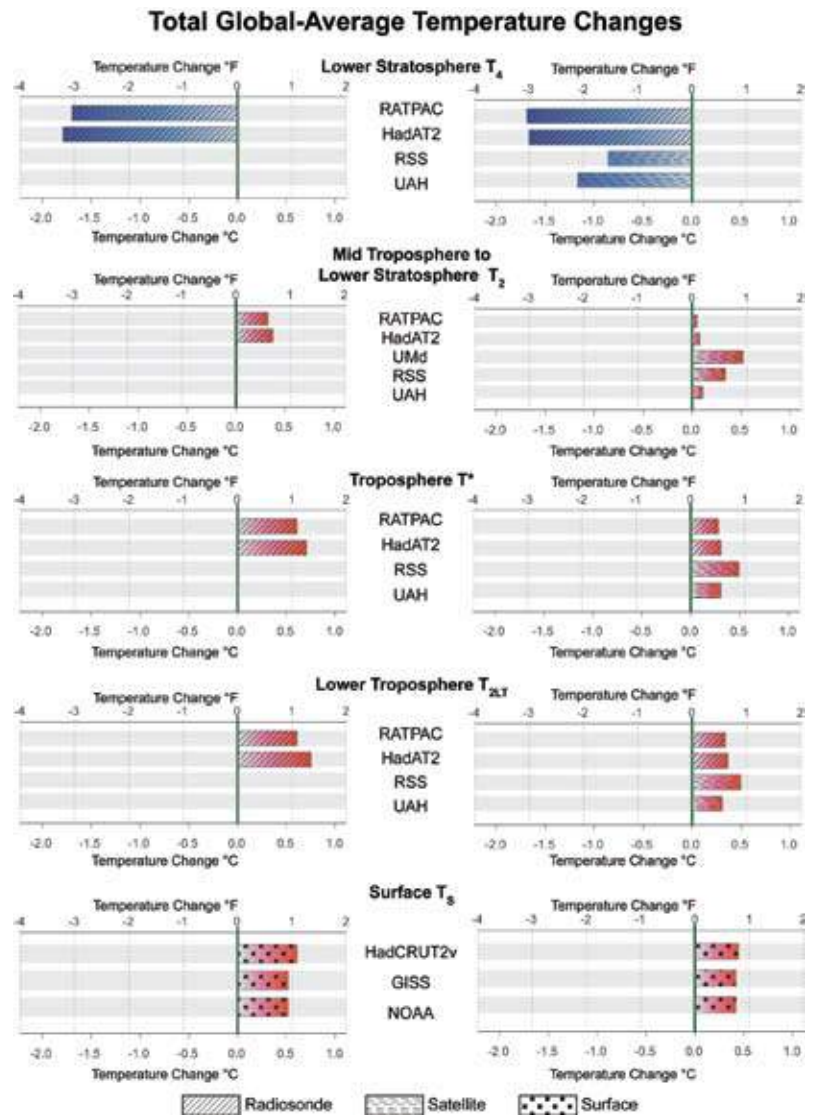 Total Global-Average Temperature Changes
Lower Stratosphere T4
Temperature Change °F Temperature Change °F
-4 -3 -2 -1 0 1 2 -4 -3 -2 -1 0 1 2
RATPAC
HadAT2
RSS
UAH
-2.0 -1.5 -1.0 -0.5 0.0 0.5 1.0 -2.0 -1.5 -1.0 -0.5 0.0 0.5 1.0
Temperature Change °C Temperature Change °C
Mid Troposphere to
Lower Stratosphere T2
Temperature Change °F Temperature Change °F
-4 -3 -2 -1 0 1 2 -4 -3 -2 -1 0 1 2
RATPAC
HadAT2
UMd
RSS
UAH
-2.0 -1.5 -1.0 -0.5 0.0 0.5 1.0 -2.0 -1.5 -1.0 -0.5 0.0 0.5 1.0
Temperature Change °C Temperature Change °C
Troposphere T*
Temperature Change °F Temperature Change °F
-4 -3 -2 -1 0 1 2 -4 -3 -2 -1 0 1 2
RATPAC
HadAT2
RSS
UAH
-2.0 -1.5 -1.0 -0.5 0.0 0.5 1.0 -2.0 -1.5 -1.0 -0.5 0.0 0.5 1.0
Temperature Change °C Temperature Change °C
Lower Troposphere T2LT
Temperature Change °F Temperature Change °F
-4 -3 -2 -1 0 1 2 -4 -3 -2 -1 0 1 2
RATPAC
HadAT2
RSS
UAH
-2.0 -1.5 -1.0 -0.5 0.0 0.5 1.0 -2.0 -1.5 -1.0 -0.5 0.0 0.5 1.0
Temperature Change °C Temperature Change °C
Surface TS
Temperature Change °F Temperature Change °F
-4 -3 -2 -1 0 1 2 -4 -3 -2 -1 0 1 2
HadCRUT2v
GISS
NOAA
-2.0 -1.5 -1.0 -0.5 0.0 0.5 1.0 -2.0 -1.5 -1.0 -0.5 0.0 0.5 1.0
Temperature Change °C Temperature Change °C
Radiosonde Satellite Surface